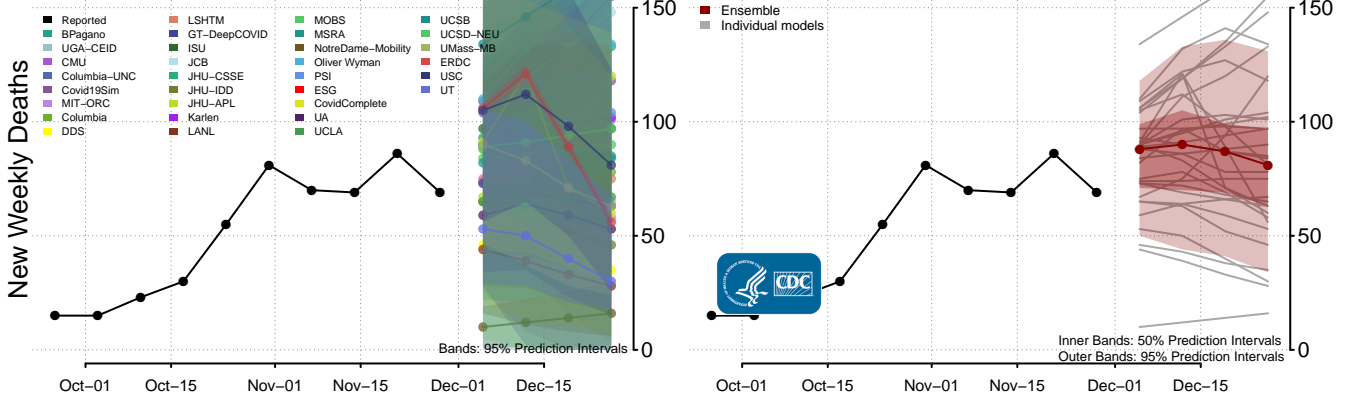 New Weekly Deaths
Reported
BPagano
UGA−CEID
CMU
Columbia−UNC
Covid19Sim
MIT−ORC
Columbia
DDS
LSHTM
GT−DeepCOVID
ISU
JCB
JHU−CSSE
JHU−IDD
JHU−APL
Karlen
LANL
MOBS
MSRA
NotreDame−Mobility
Oliver Wyman
PSI
ESG
CovidComplete
UA
UCLA
UCSB
UCSD−NEU
UMass−MB
ERDC
USC
UT
150
100
50
0
Bands: 95% Prediction Intervals
Oct−01 Oct−15 Nov−01 Nov−15 Dec−01 Dec−15
Ensemble
Individual models
150
100
50
0
CDC
Inner Bands: 50% Prediction Intervals
Outer Bands: 95% Prediction Intervals
Oct−01 Oct−15 Nov−01 Nov−15 Dec−01 Dec−15